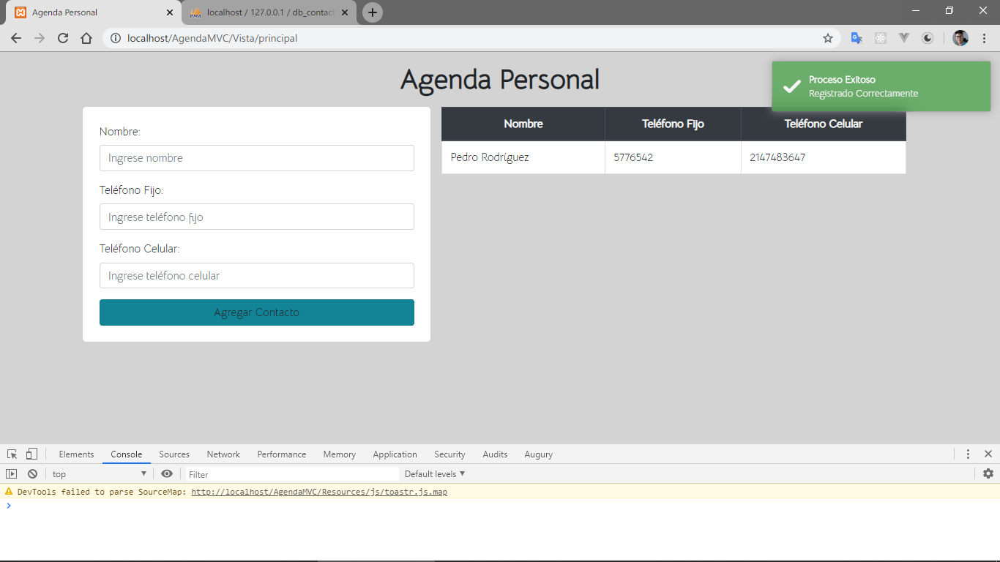 Agenda Personal
localhost / 127.0.0.1 / db_contact
localhost/AgendaMVC/Vista/principal
Agenda Personal
Proceso Exitoso
Registrado Correctamente
Nombre:
Ingrese nombre
Teléfono Fijo:
Ingrese teléfono fijo
Teléfono Celular:
Ingrese teléfono celular
Agregar Contacto
Nombre Teléfono Fijo Teléfono Celular
Pedro Rodríguez 5776542 2147483647
Elements Console Sources Network Performance Memory Application Security Audits Augury
top Filter Default levels
DevTools failed to parse SourceMap: http://localhost/AgendaMVC/Resources/js/toastr.js.map